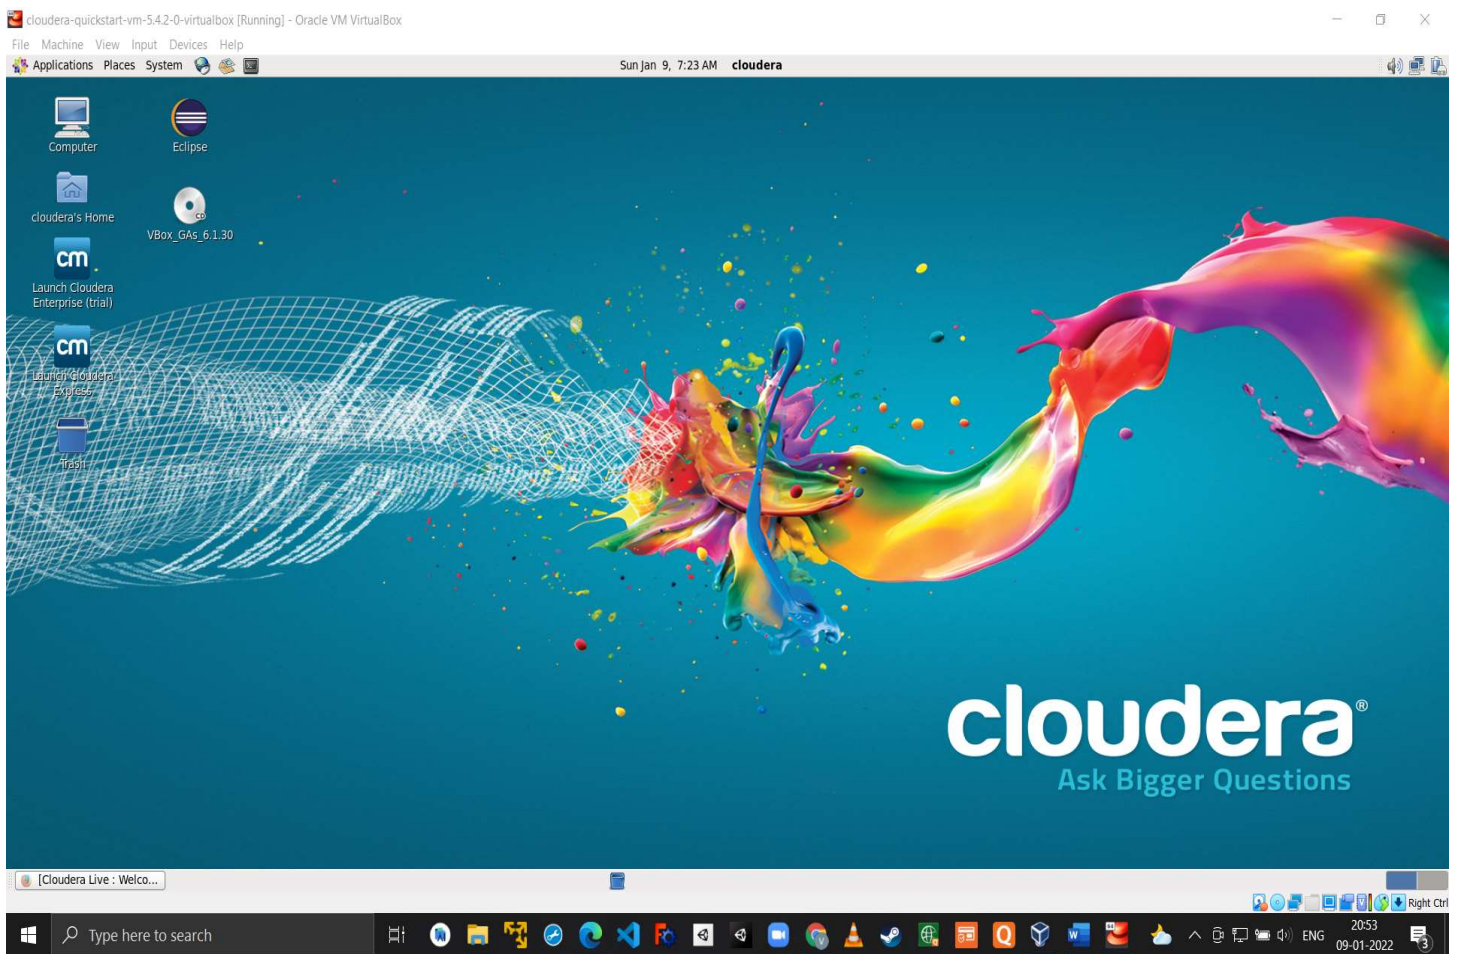 cloudera-quickstart-vm-5.4.2-0-virtualbox [Running] - Oracle VM VirtualBox
File Machine View Input Devices Help
Applications Places System
Sun Jan 9, 7:23 AM cloudera
Computer
Eclipse
cloudera's Home
CD
VBox_GAs_6.1.30
cm
Launch Cloudera
Enterprise (trial)
cm
Launch Cloudera
Express
Trash
cloudera®
Ask Bigger Questions
[Cloudera Live : Welco...
Right Ctrl
Type here to search
ENG
20:53
09-01-2022
3